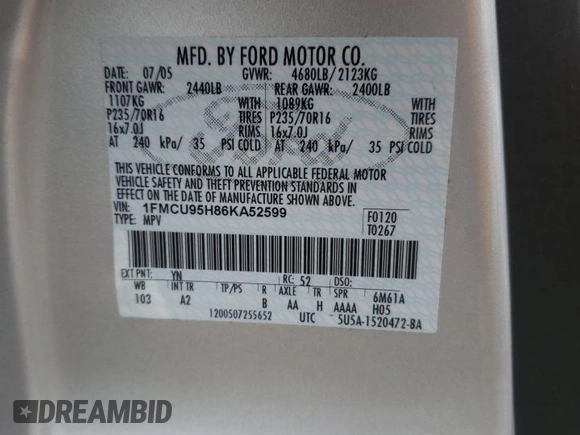 MFD. BY FORD MOTOR CO.
DATE: 07/05 GVWR: 4680LB/2123KG
FRONT GAWR: 2440LB REAR GAWR: 2400LB
1107KG WITH 1089KG WITH
P235/70R16 TIRES P235/70R16 TIRES
16x7.0J RIMS 16x7.0J RIMS
AT 240 kPa/ 35 PSI COLD AT 240 kPa/ 35 PSI COLD
Ford
THIS VEHICLE CONFORMS TO ALL APPLICABLE FEDERAL MOTOR
VEHICLE SAFETY AND THEFT PREVENTION STANDARDS IN
EFFECT ON THE DATE OF MANUFACTURE SHOWN ABOVE.
VIN: 1FMCU95H86KA52599 F0120
TYPE: MPV T0267
EXT PNT: YN RC: 52 DSO:
WB INT TR TP/PS R AXLE TR SPR 6M61A
103 A2 B AA H AAAA H05
1200507255652 UTC 5U5A-1520472-BA
DREAMBID